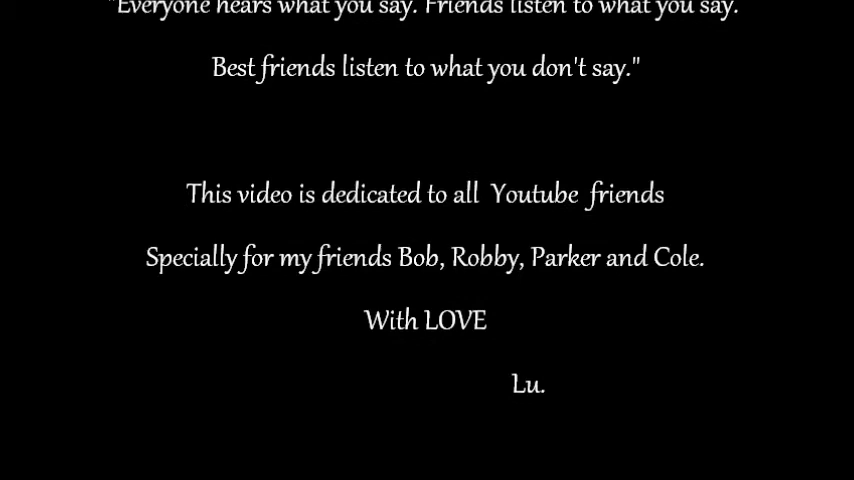 "Everyone hears what you say. Friends listen to what you say.
Best friends listen to what you don't say."
This video is dedicated to all Youtube friends
Specially for my friends Bob, Robby, Parker and Cole.
With LOVE
Lu.